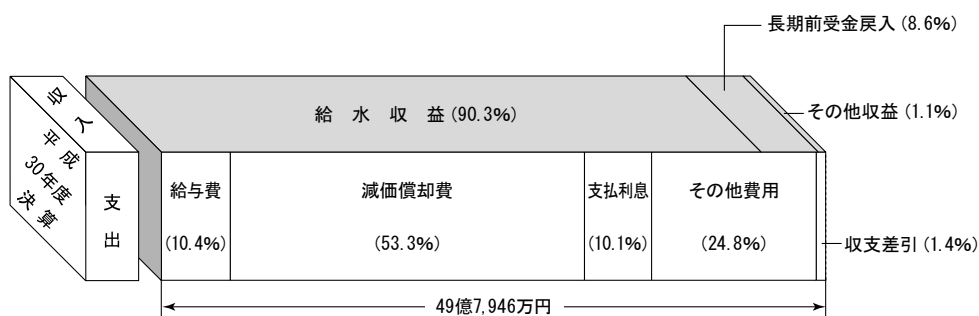 長期前受金戻入(8.6%)
給水収益(90.3%)
その他収益(1.1%)
収入
平成
30年度
決算
支出
給与費
(10.4%)
減価償却費
(53.3%)
支払利息
(10.1%)
その他費用
(24.8%)
収支差引(1.4%)
49億7,946万円